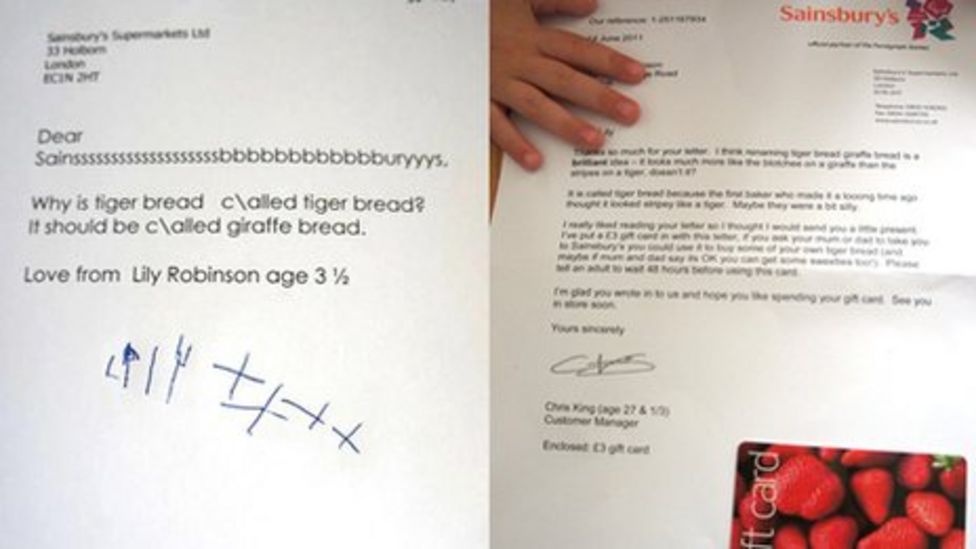 Sainsbury's Supermarkets Ltd
33 Holborn
London
EC1N 2HT
Dear
Sainssssssssssssssssssssbbbbbbbbbbbbburyyys,
Why is tiger bread c\alled tiger bread?
It should be c\alled giraffe bread.
Love from Lily Robinson age 3 ½
Our reference:
June 2011
Road
Sainsbury's
Thanks so much for your letter. I think renaming tiger bread giraffe bread is a
brilliant idea – it looks much more like the blotches on a giraffe than the
stripes on a tiger, doesn't it?
It is called tiger bread because the first baker who made it a looong time ago
thought it looked stripey like a tiger. Maybe they were a bit silly.
I really liked reading your letter so I thought I would send you a little present.
I've put a £3 gift card in with this letter, if you ask your mum or dad to take you
to Sainsbury's you could use it to buy some of your own tiger bread (and
maybe if mum and dad say its OK you can get some sweeties too!). Please
tell an adult to wait 48 hours before using this card.
I'm glad you wrote in to us and hope you like spending your gift card. See you
in store soon.
Yours sincerely
Chris King (age 27 & 1/3)
Customer Manager
Enclosed: £3 gift card
ft card